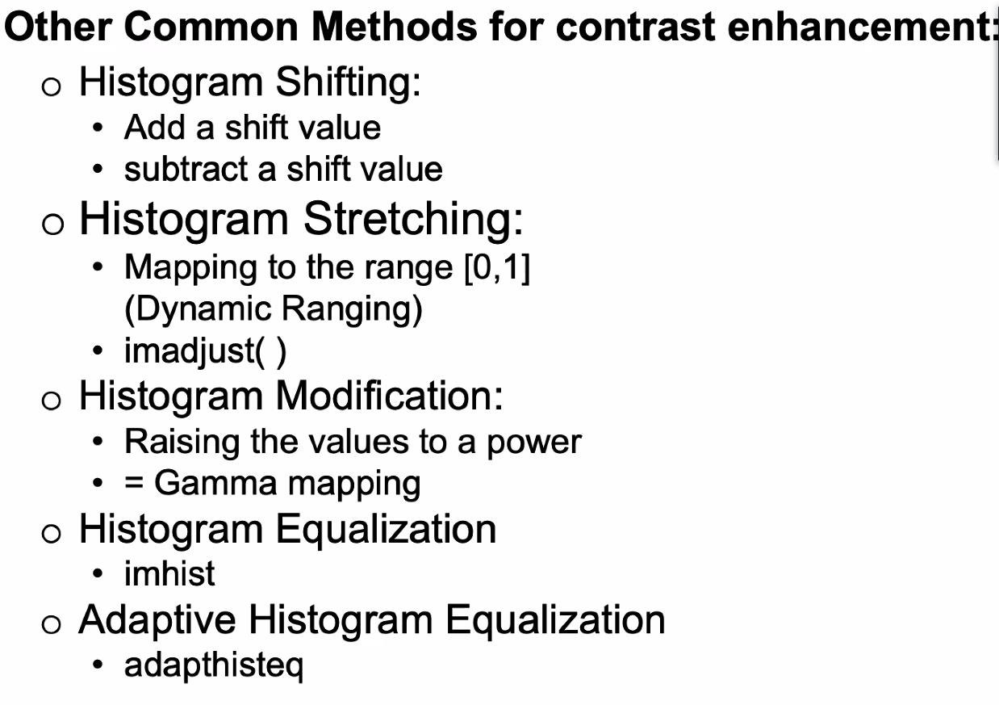 Other Common Methods for contrast enhancement:
o Histogram Shifting:
• Add a shift value
• subtract a shift value
o Histogram Stretching:
• Mapping to the range [0,1]
(Dynamic Ranging)
• imadjust( )
o Histogram Modification:
• Raising the values to a power
• = Gamma mapping
o Histogram Equalization
• imhist
o Adaptive Histogram Equalization
• adapthisteq